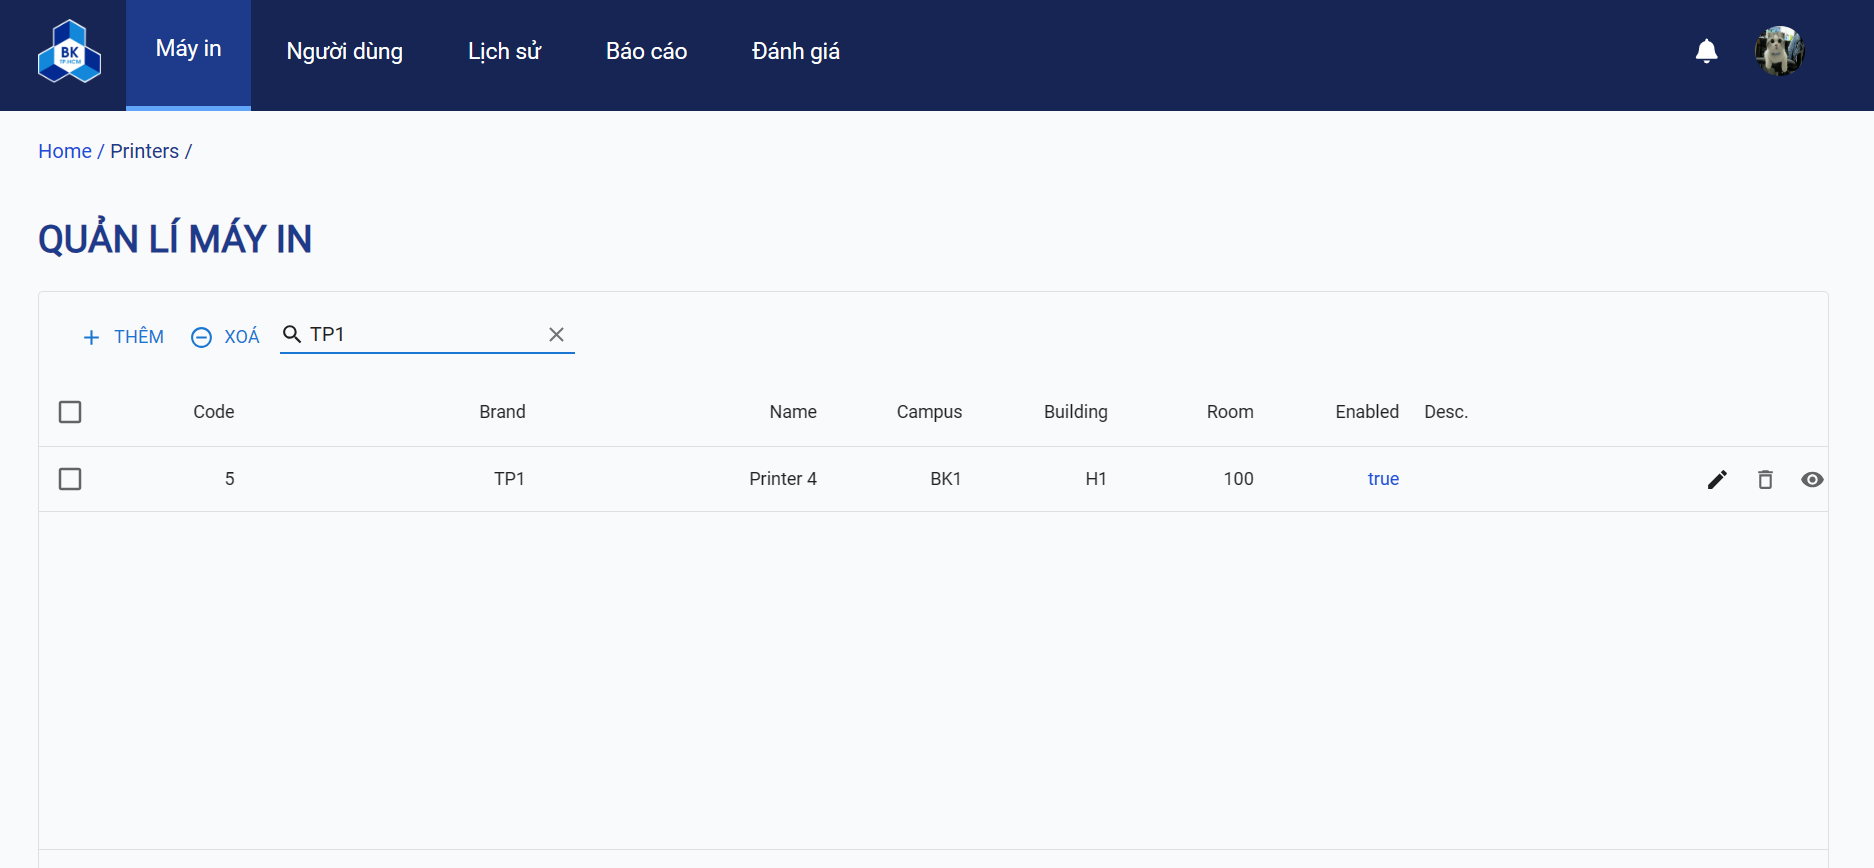 BK
TP.HCM
Máy in Người dùng Lịch sử Báo cáo Đánh giá
Home / Printers /
QUẢN LÍ MÁY IN
THÊM XOÁ TP1
Code Brand Name Campus Building Room Enabled Desc.
5 TP1 Printer 4 BK1 H1 100 true